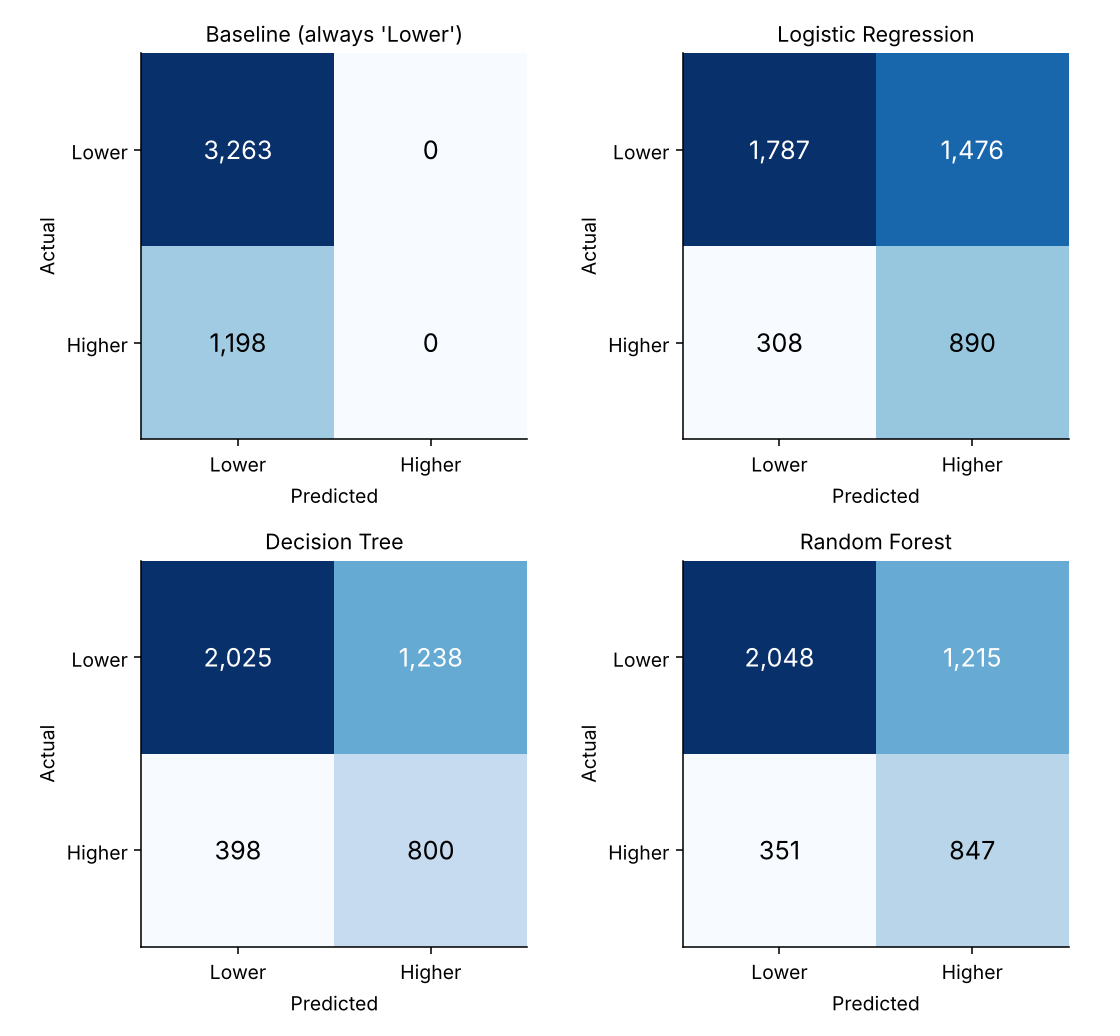 Baseline (always 'Lower')
Lower
3,263
0
Actual
Higher
1,198
0
Lower
Higher
Predicted
Logistic Regression
Lower
1,787
1,476
Actual
Higher
308
890
Lower
Higher
Predicted
Decision Tree
Lower
2,025
1,238
Actual
Higher
398
800
Lower
Higher
Predicted
Random Forest
Lower
2,048
1,215
Actual
Higher
351
847
Lower
Higher
Predicted